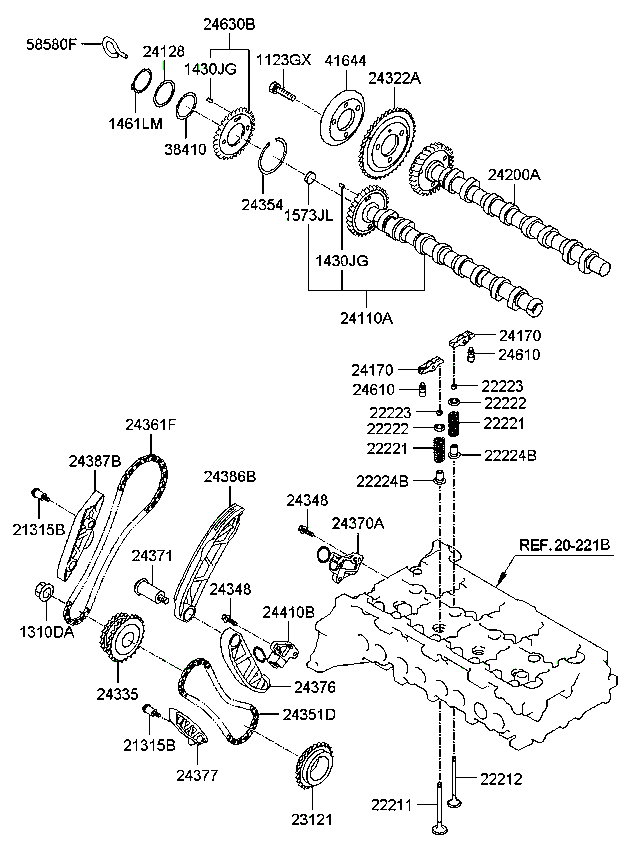 24630B
58580F
24128
1123GX
41644
1430JG
24322A
1461LM
38410
24200A
24354
1573JL
1430JG
24110A
24170
24610
24170
24610
22223
22222
22223
22221
22222
22221
22224B
22224B
24361F
24387B
24386B
24348
24370A
21315B
REF. 20-221B
24371
24348
24410B
1310DA
24335
24376
24351D
21315B
24377
23121
22212
22211